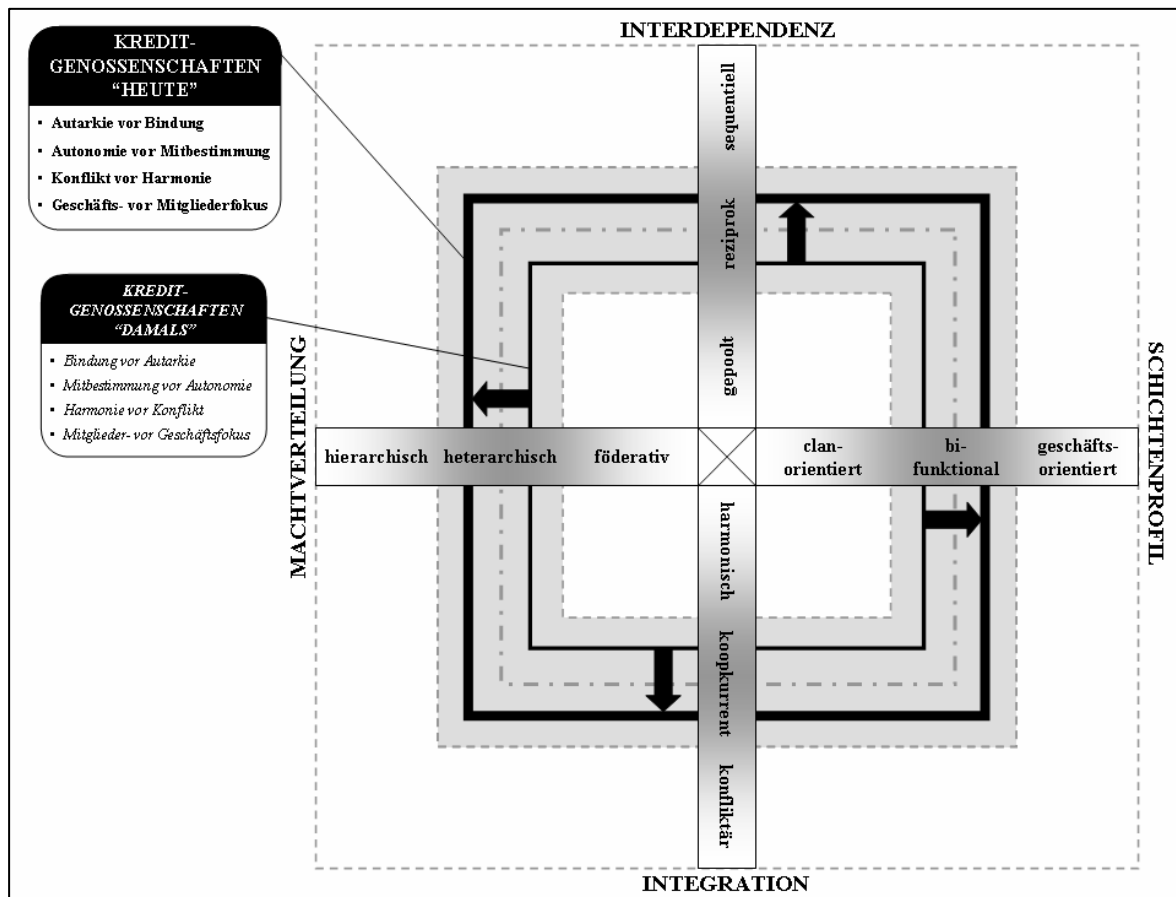 INTERDEPENDENZ
KREDIT-
GENOSSENSCHAFTEN
“HEUTE”
▪ Autarkie vor Bindung
▪ Autonomie vor Mitbestimmung
▪ Konflikt vor Harmonie
▪ Geschäfts- vor Mitgliederfokus
KREDIT-
GENOSSENSCHAFTEN
“DAMALS”
▪ Bindung vor Autarkie
▪ Mitbestimmung vor Autonomie
▪ Harmonie vor Konflikt
▪ Mitglieder- vor Geschäftsfokus
sequentiell
reziprok
gepoolt
MACHTVERTEILUNG
hierarchisch
heterarchisch
föderativ
clan-
orientiert
bi-
funktional
geschäfts-
orientiert
SCHICHTENPROFIL
harmonisch
koopkurrent
konfliktär
INTEGRATION